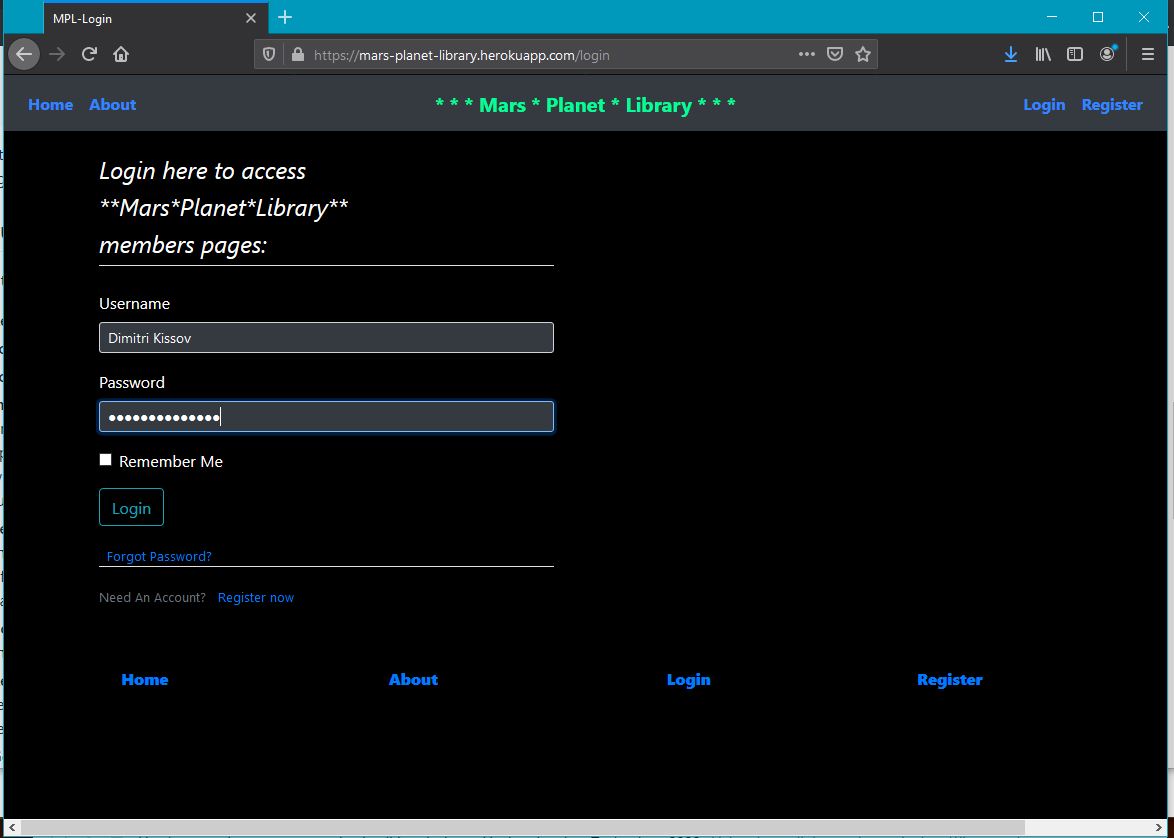 MPL-Login
https://mars-planet-library.herokuapp.com/login
Home About * * * Mars * Planet * Library * * * Login Register
Login here to access
**Mars*Planet*Library**
members pages:
Username
Dimitri Kissov
Password
Remember Me
Login
Forgot Password?
Need An Account? Register now
Home About Login Register